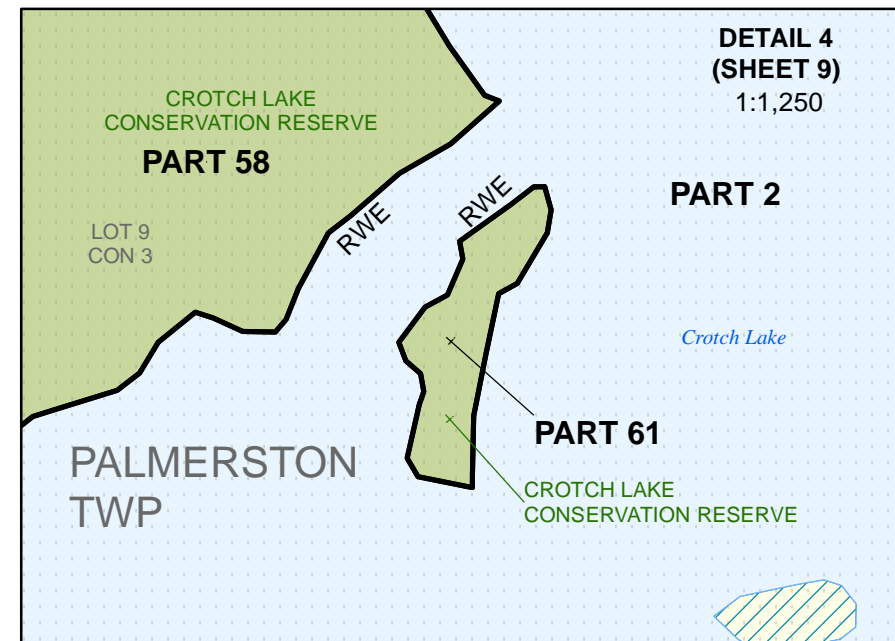 DETAIL 4
(SHEET 9)
1:1,250
CROTCH LAKE
CONSERVATION RESERVE
PART 58
LOT 9
CON 3
RWE
RWE
PART 2
Crotch Lake
PART 61
PALMERSTON
TWP
CROTCH LAKE
CONSERVATION RESERVE